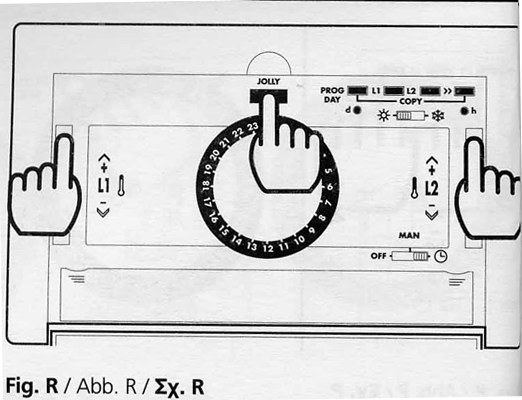 JOLLY
PROG L1 L2 >>
DAY COPY
d h
23 22 21 20 19 18 17 16 15 14 13 12 11 10 9 8 7 6 5
+ L1 -
+ L2 -
MAN
OFF
Fig. R / Abb. R / Σχ. R